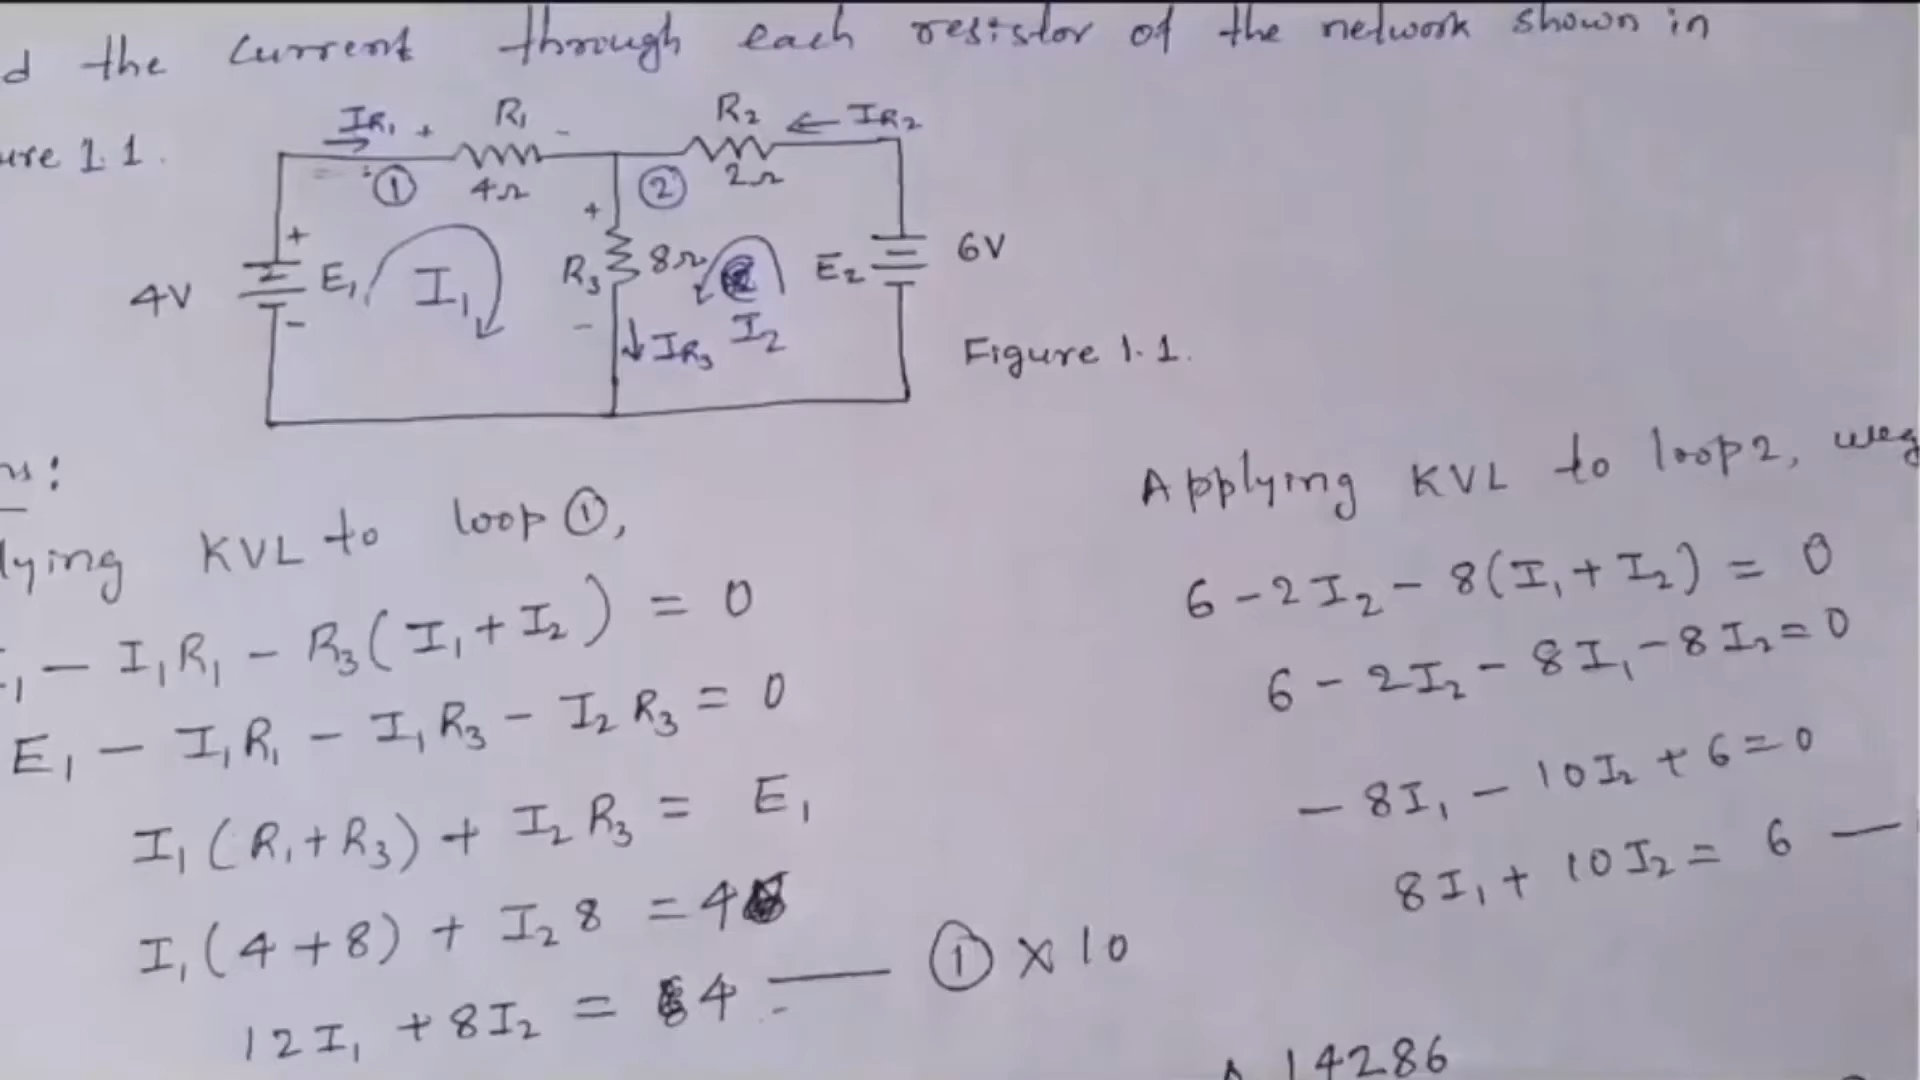 d the current through each resistor of the network shown in
ure 1.1.
IR1 + R1 - R2 ← IR2
① 4Ω ② 2Ω
+ +
4V E1 I1 R3 8Ω E2 6V
- - ↓ IR3 I2
Figure 1.1.
ns:
lying KVL to loop ①,
1 - I1R1 - R3(I1 + I2) = 0
E1 - I1R1 - I1R3 - I2R3 = 0
I1(R1+R3) + I2R3 = E1
I1(4+8) + I2 8 = 4
12I1 + 8I2 = 4 — ① × 10
Applying KVL to loop 2, weg
6 - 2I2 - 8(I1 + I2) = 0
6 - 2I2 - 8I1 - 8I2 = 0
- 8I1 - 10I2 + 6 = 0
8I1 + 10I2 = 6 —
14286